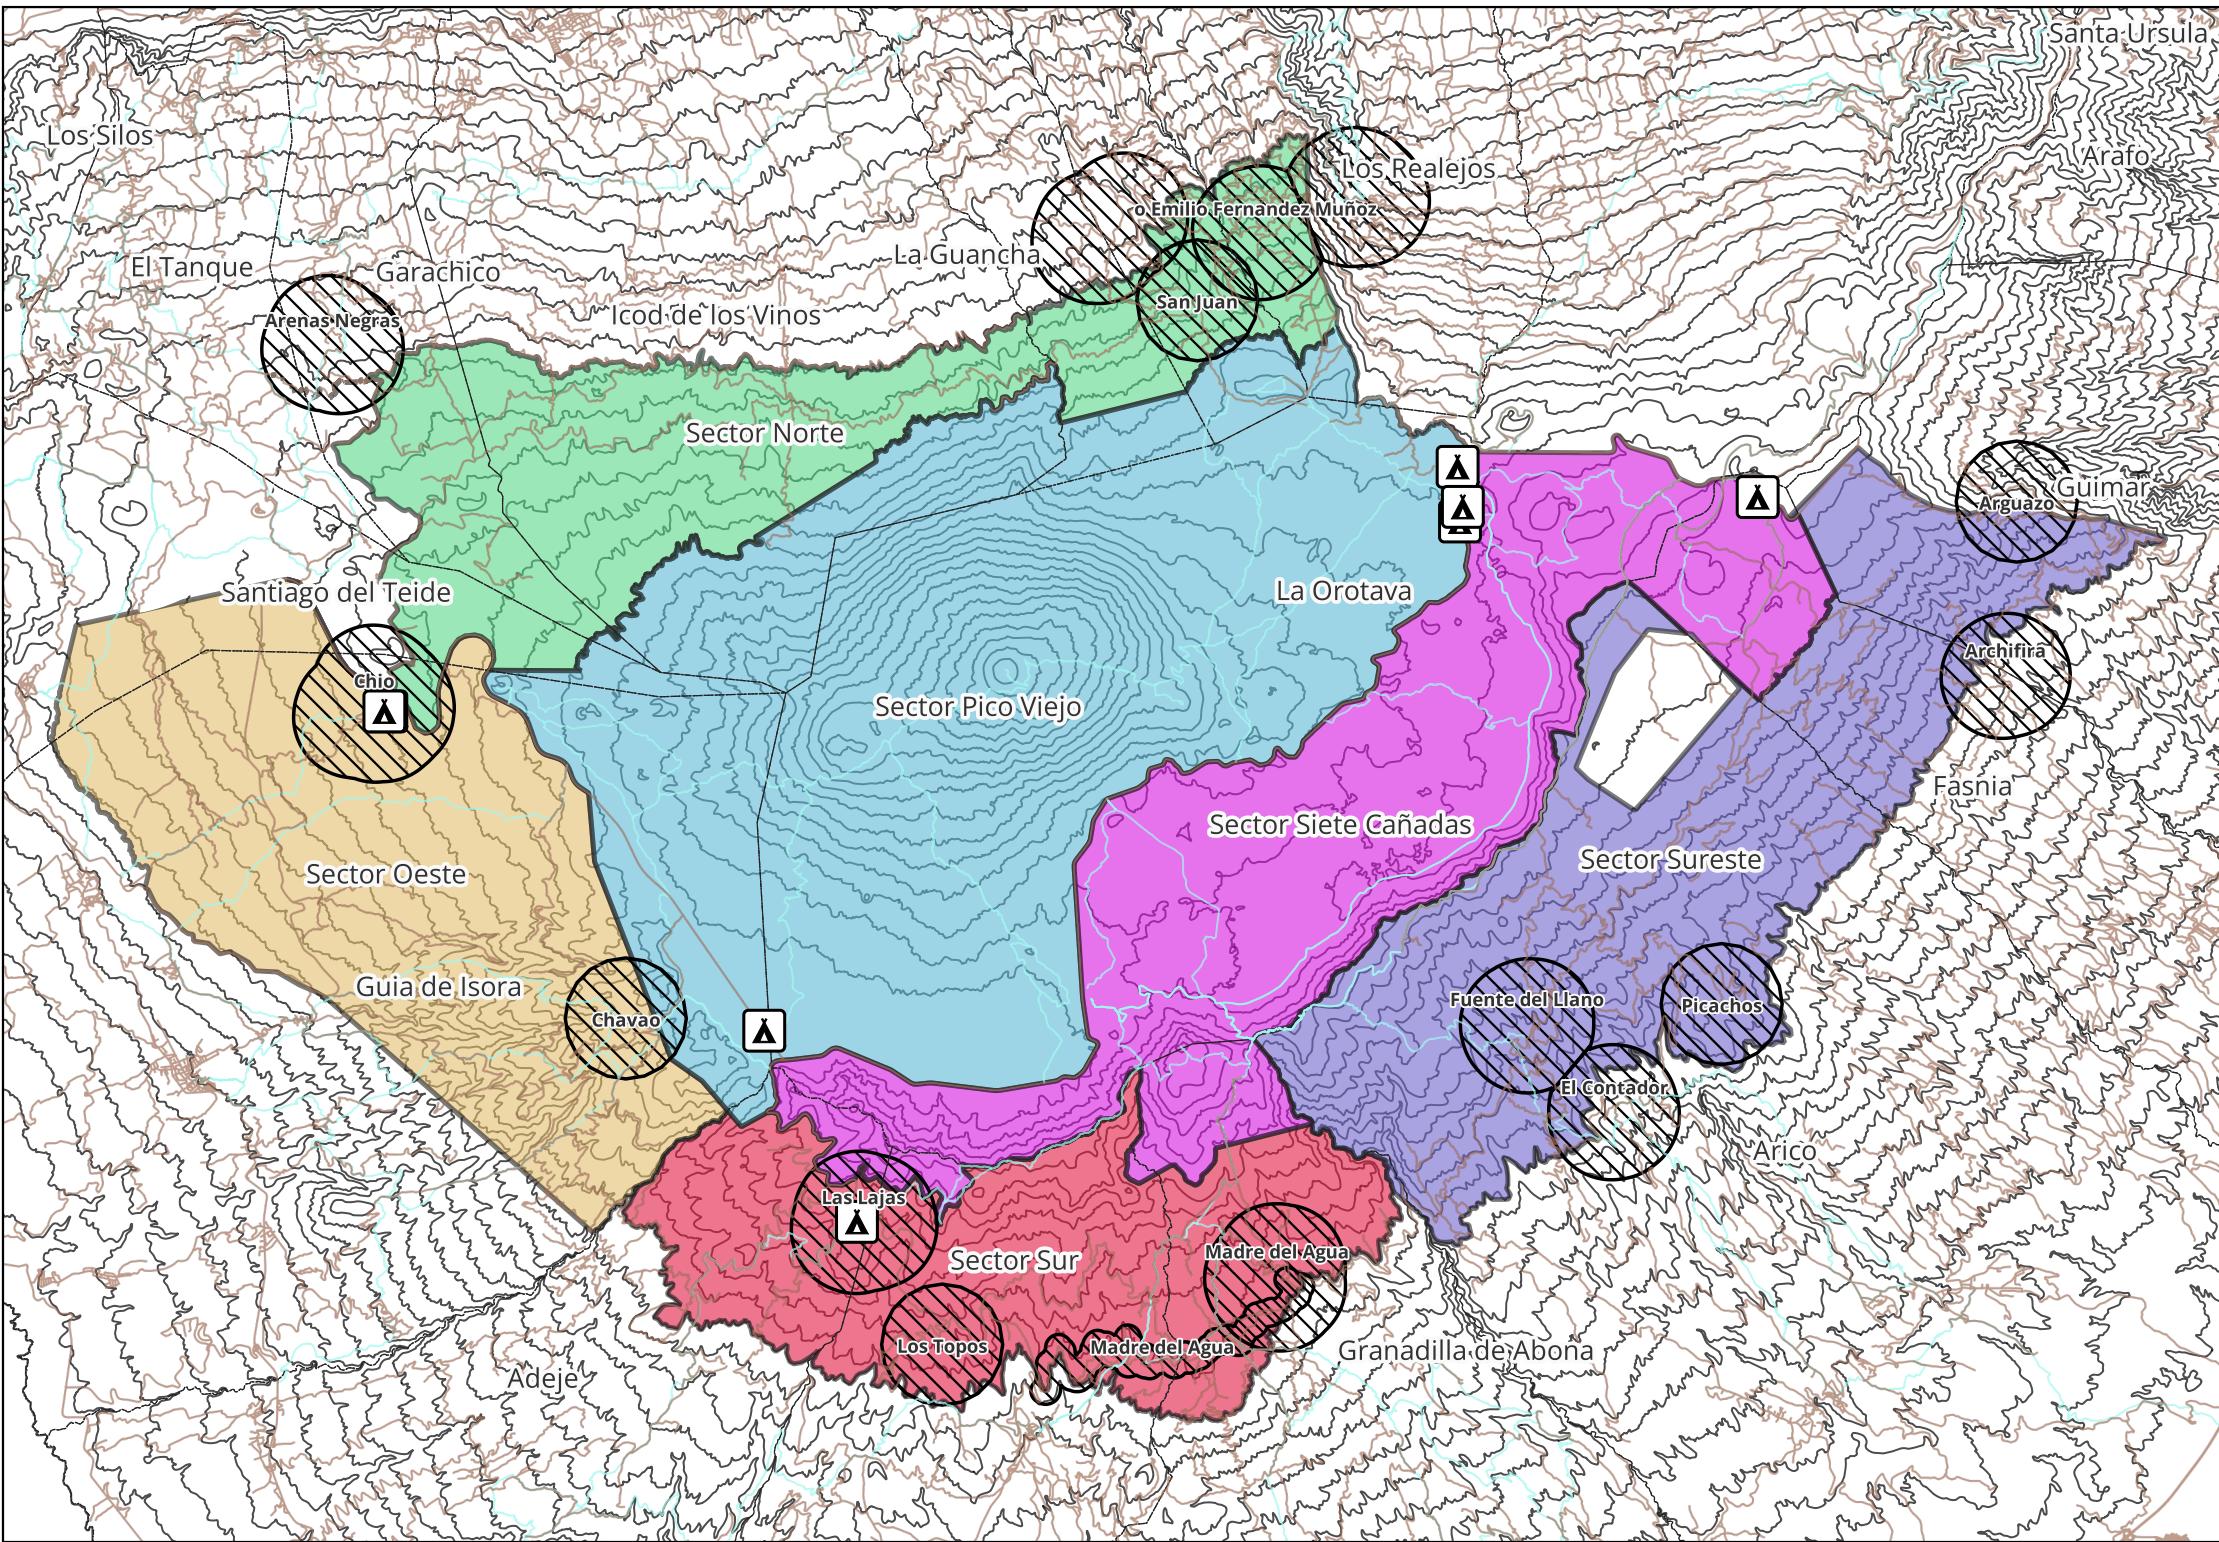 Santa Ursula
Los Silos
Arafo
Los Realejos
o Emilio Fernandez Muñoz
La Guancha
El Tanque
Garachico
San Juan
Icod de los Vinos
Arenas Negras
Sector Norte
Guimar
Arguazo
Santiago del Teide
La Orotava
Archifira
Chio
Sector Pico Viejo
Fasnia
Sector Siete Cañadas
Sector Sureste
Sector Oeste
Guia de Isora
Fuente del Llano
Picachos
Chavao
El Contador
Arico
Las Lajas
Madre del Agua
Sector Sur
Los Topos
Madre del Agua
Granadilla de Abona
Adeje